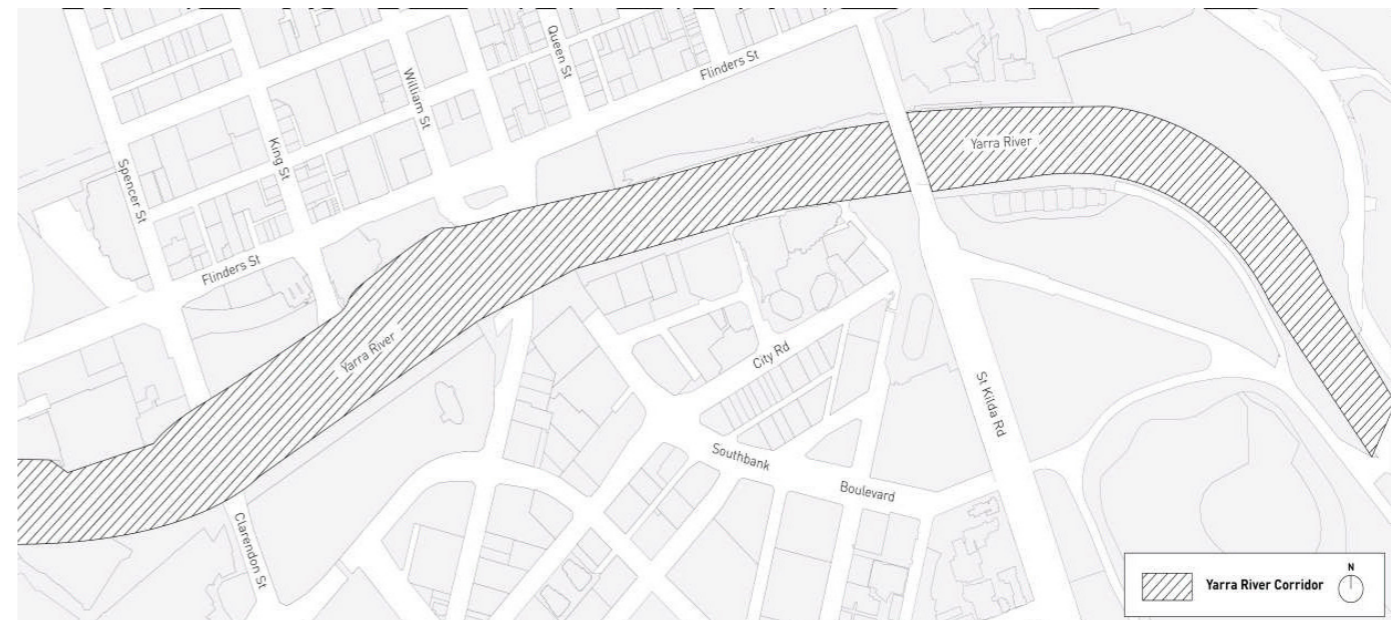 Queen St
Flinders St
William St
King St
Spencer St
Yarra River
Flinders St
Yarra River
City Rd
St Kilda Rd
Southbank
Boulevard
Clarendon St
N
Yarra River Corridor